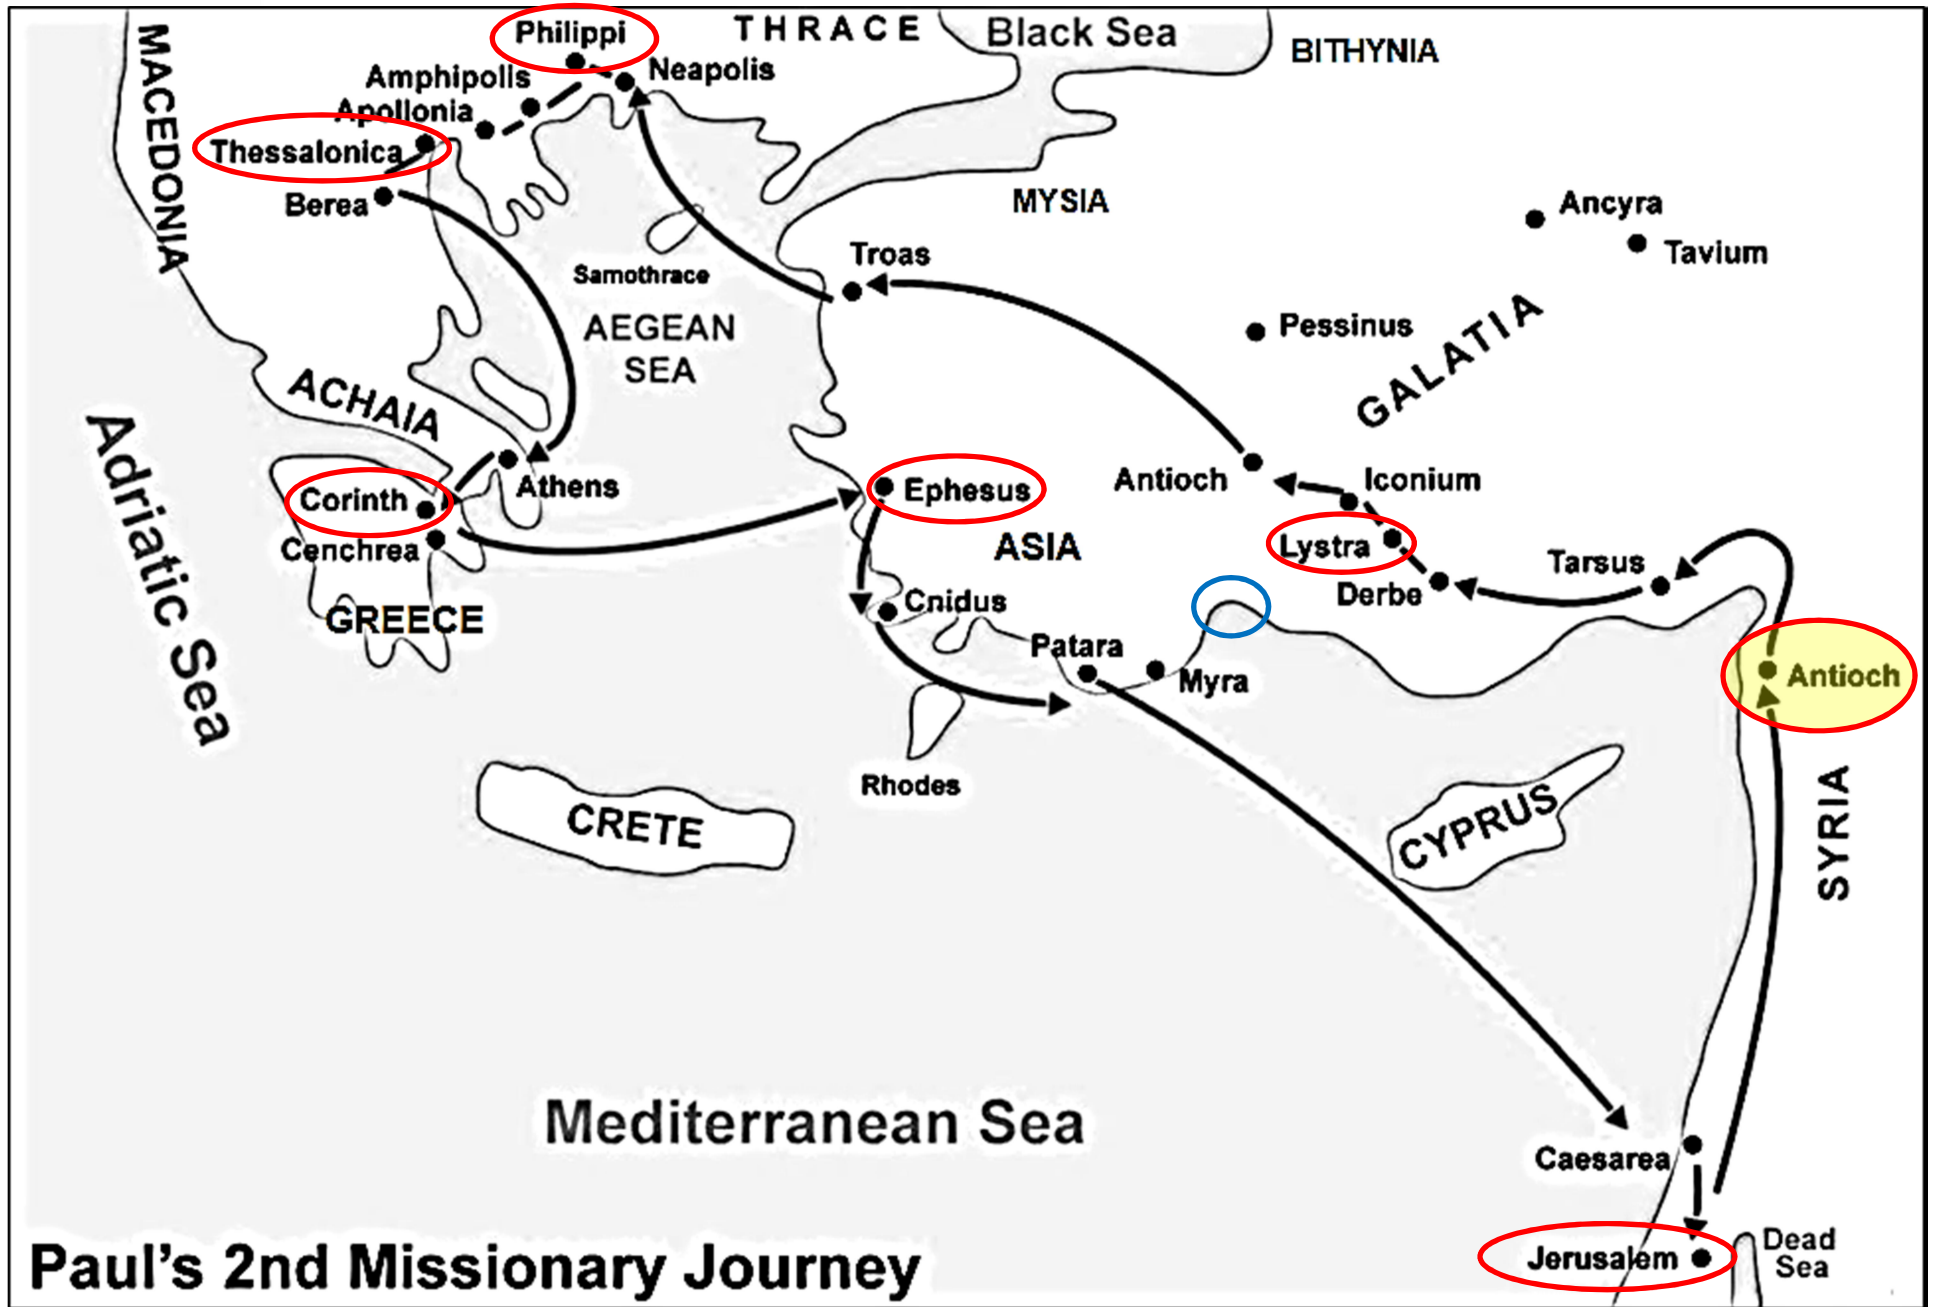 Philippi
THRACE
Black Sea
BITHYNIA
MACEDONIA
Amphipolis
Neapolis
Apollonia
Thessalonica
Berea
MYSIA
Ancyra
Tavium
Troas
Samothrace
AEGEAN
SEA
Pessinus
GALATIA
ACHAIA
Adriatic Sea
Athens
Corinth
Cenchrea
GREECE
Ephesus
ASIA
Antioch
Iconium
Lystra
Derbe
Tarsus
Cnidus
Patara
Myra
Antioch
Rhodes
CRETE
CYPRUS
SYRIA
Mediterranean Sea
Caesarea
Jerusalem
Dead
Sea
Paul's 2nd Missionary Journey